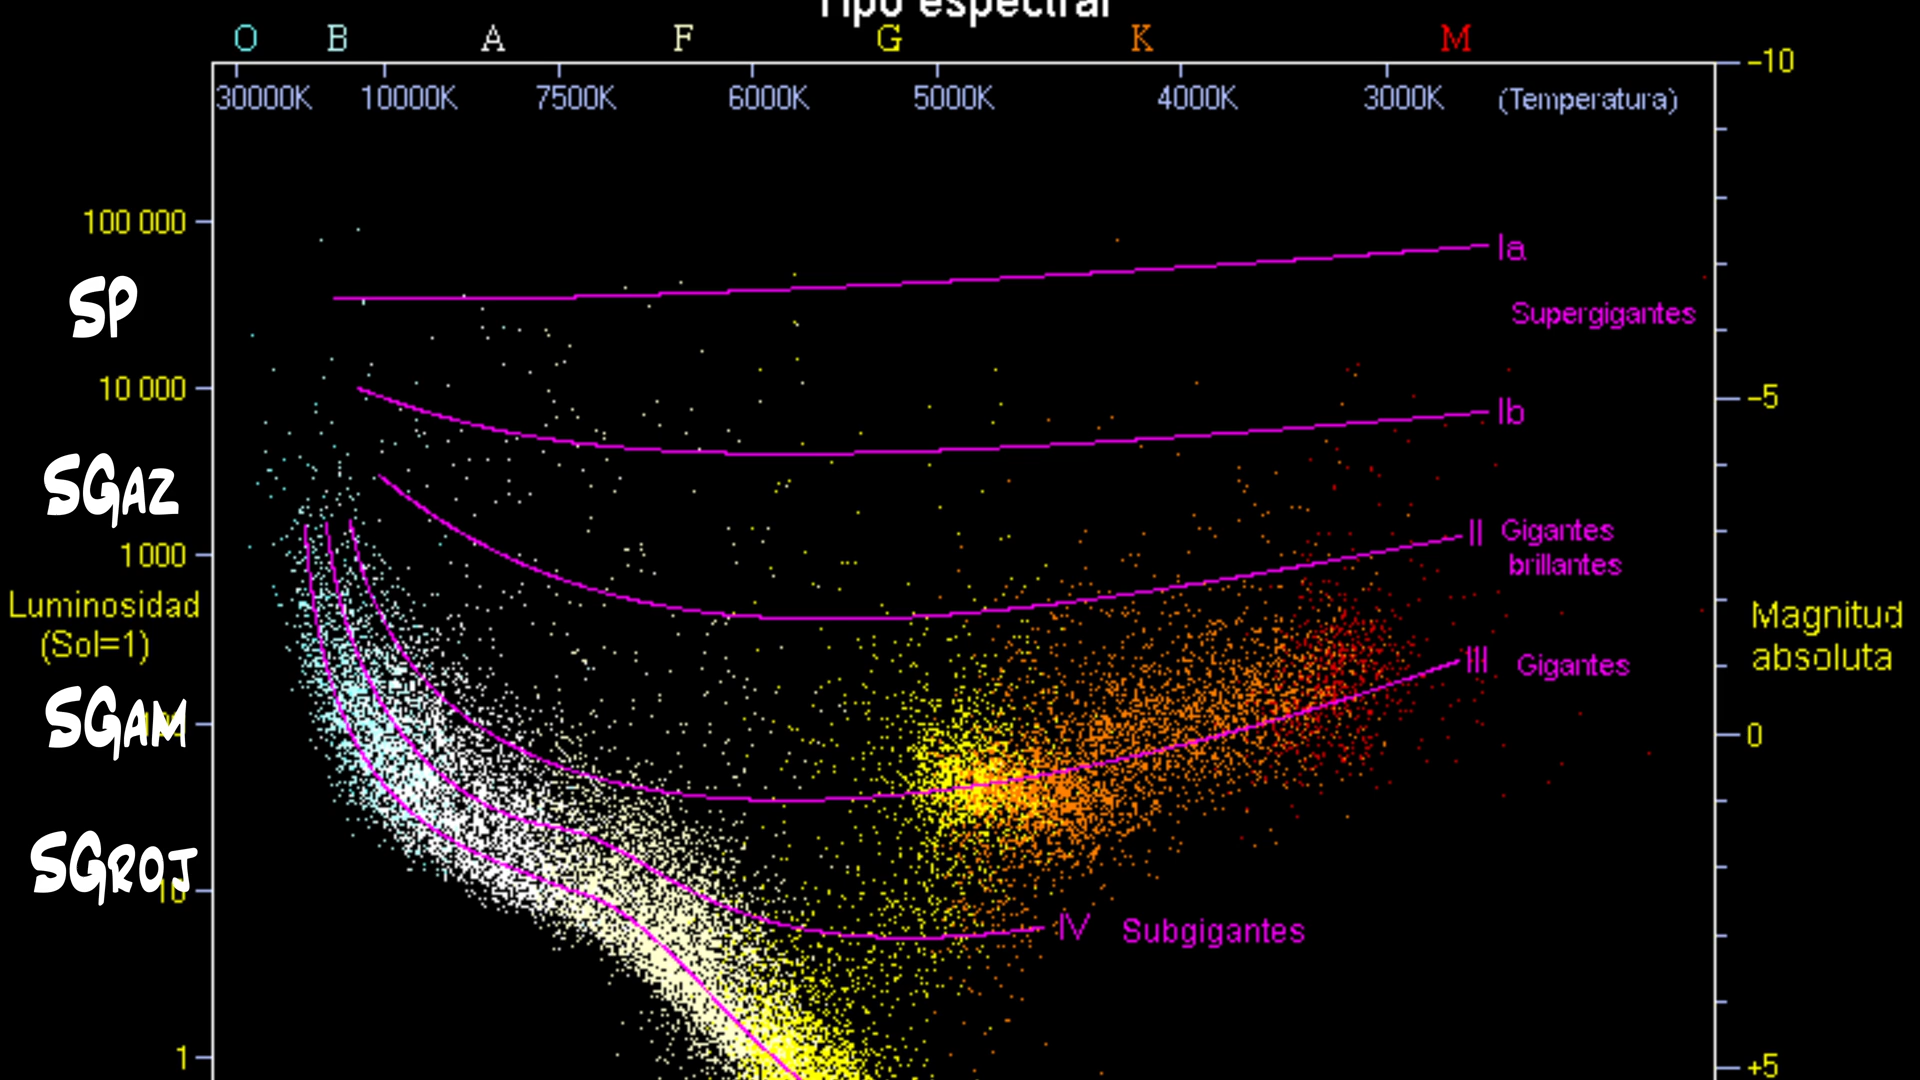 Tipo espectral
O B A F G K M
30000K 10000K 7500K 6000K 5000K 4000K 3000K (Temperatura)
-10
100 000
Ia
SP
Supergigantes
10 000
-5
Ib
SGAZ
II Gigantes
brillantes
1000
Luminosidad
(Sol=1)
Magnitud
absoluta
III Gigantes
SGAM
0
SGROJ
10
IV Subgigantes
1
+5